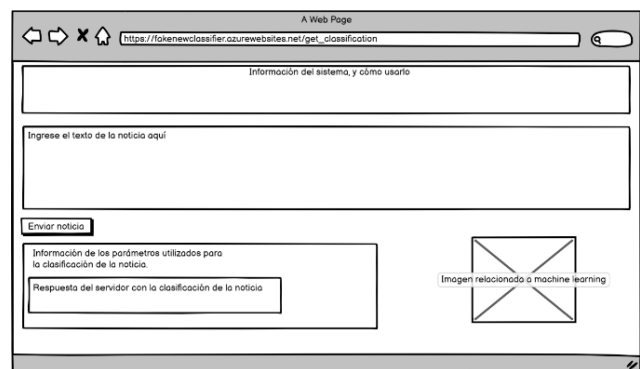 A Web Page
https://fakenewclassifier.azurewebsites.net/get_classification
Información del sistema, y cómo usarlo
Ingrese el texto de la noticia aquí
Enviar noticia
Información de los parámetros utilizados para
la clasificación de la noticia.
Respuesta del servidor con la clasificación de la noticia
Imagen relacionada a machine learning